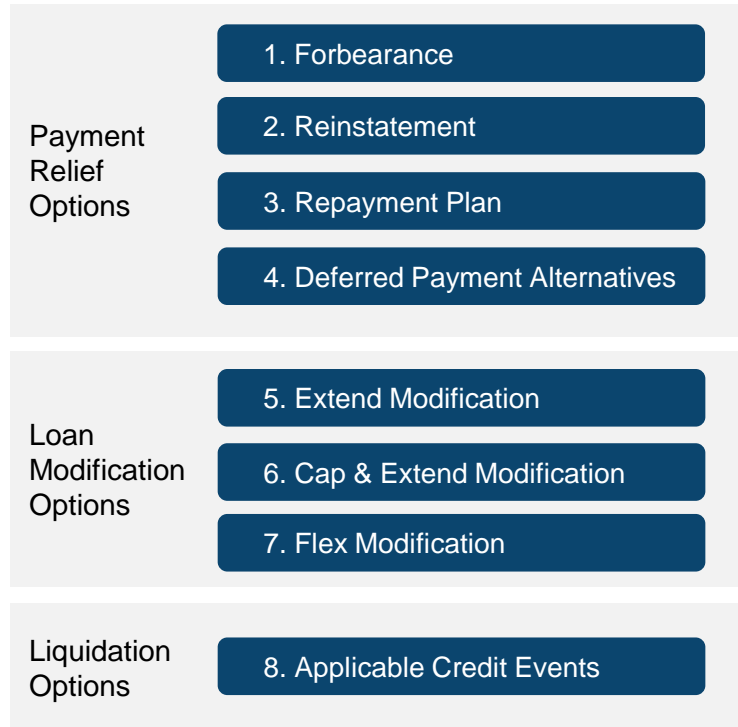 Payment
Relief
Options
1. Forbearance
2. Reinstatement
3. Repayment Plan
4. Deferred Payment Alternatives
Loan
Modification
Options
5. Extend Modification
6. Cap & Extend Modification
7. Flex Modification
Liquidation
Options
8. Applicable Credit Events